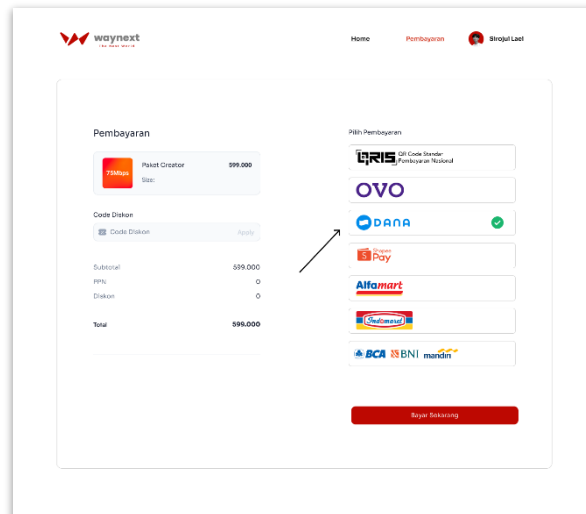 waynext
Home
Pembayaran
Sirojul Lael
Pembayaran
75Mbps
Paket Creator
599.000
Size:
Code Diskon
Code Diskon
Apply
Subtotal
599.000
PPN
0
Diskon
0
Total
599.000
Pilih Pembayaran
QRIS
QR Code Standar
Pembayaran Nasional
OVO
DANA
Shopee
Pay
Alfamart
Indomaret
BCA BNI mandiri
Bayar Sekarang